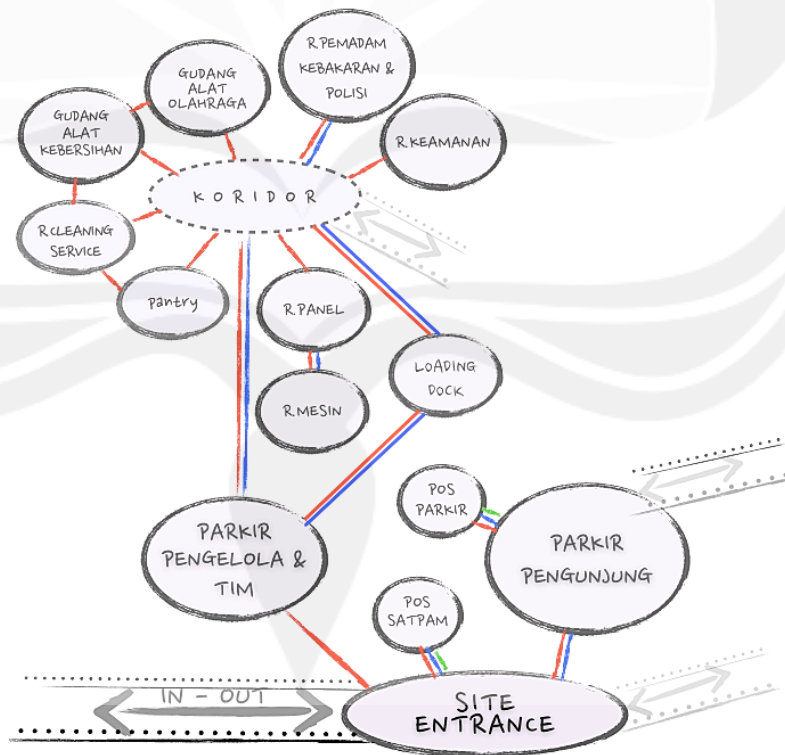 R.PEMADAM
KEBAKARAN &
POLISI
GUDANG
ALAT
OLAHRAGA
GUDANG
ALAT
KEBERSIHAN
R.KEAMANAN
KORIDOR
R.CLEANING
SERVICE
Pantry
R.PANEL
LOADING
DOCK
R.MESIN
POS
PARKIR
PARKIR
PENGELOLA &
TIM
PARKIR
PENGUNJUNG
POS
SATPAM
IN - OUT
SITE
ENTRANCE